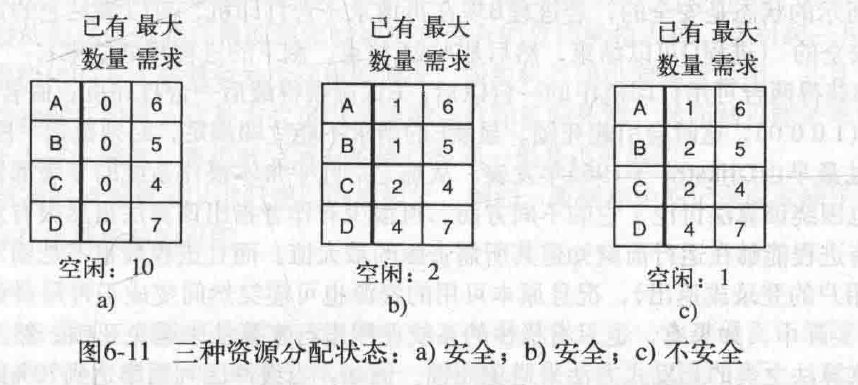 已有 最大
数量 需求
A 0 6
B 0 5
C 0 4
D 0 7
空闲：10
a)
已有 最大
数量 需求
A 1 6
B 1 5
C 2 4
D 4 7
空闲：2
b)
已有 最大
数量 需求
A 1 6
B 2 5
C 2 4
D 4 7
空闲：1
c)
图6-11 三种资源分配状态：a) 安全；b) 安全；c) 不安全